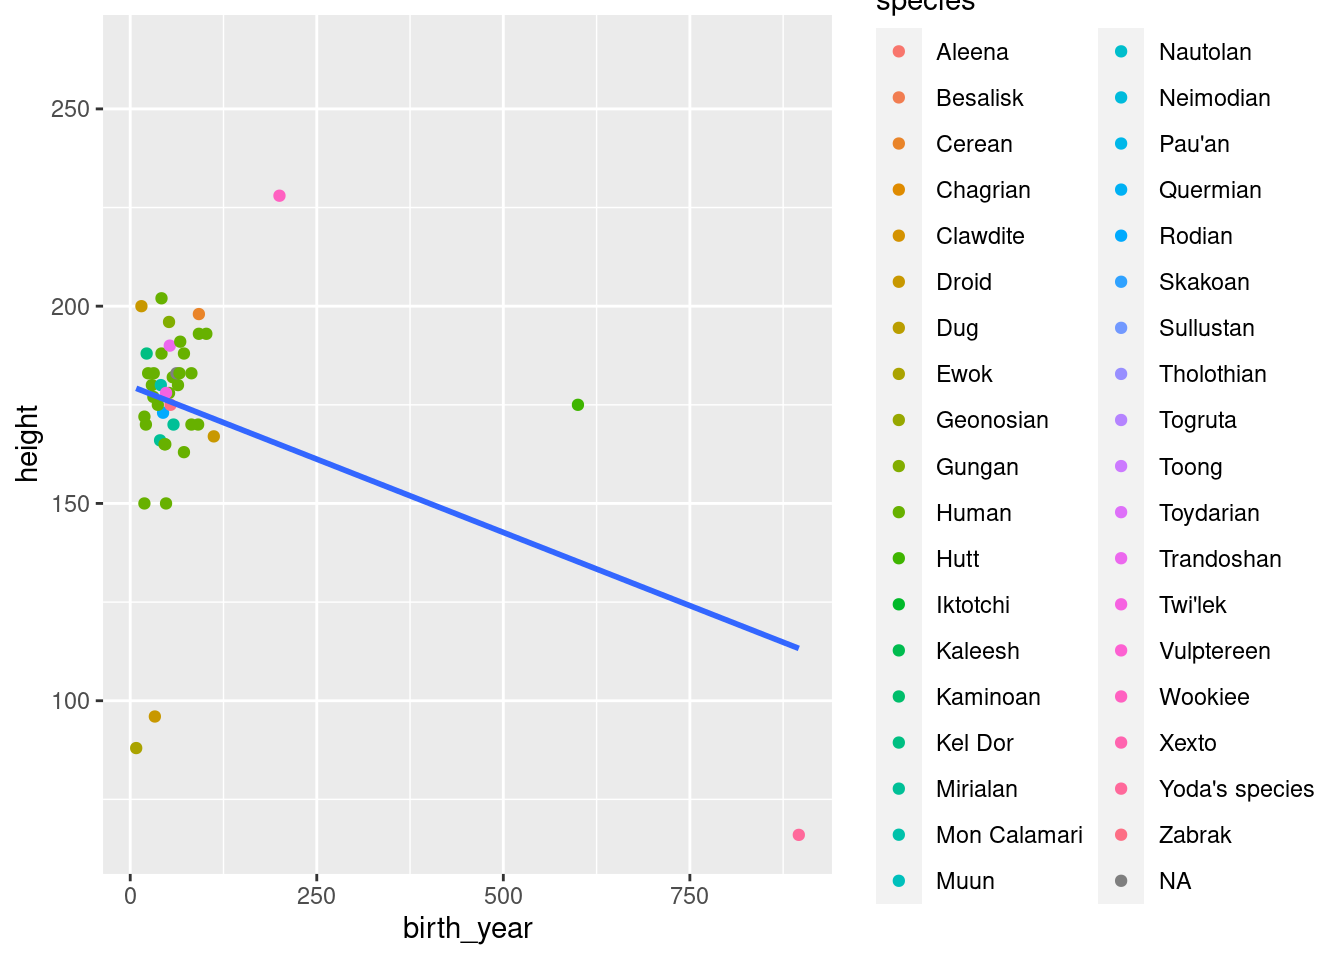 species
250
200
150
100
height
0
250
500
750
birth_year
Aleena
Besalisk
Cerean
Chagrian
Clawdite
Droid
Dug
Ewok
Geonosian
Gungan
Human
Hutt
Iktotchi
Kaleesh
Kaminoan
Kel Dor
Mirialan
Mon Calamari
Muun
Nautolan
Neimodian
Pau'an
Quermian
Rodian
Skakoan
Sullustan
Tholothian
Togruta
Toong
Toydarian
Trandoshan
Twi'lek
Vulptereen
Wookiee
Xexto
Yoda's species
Zabrak
NA